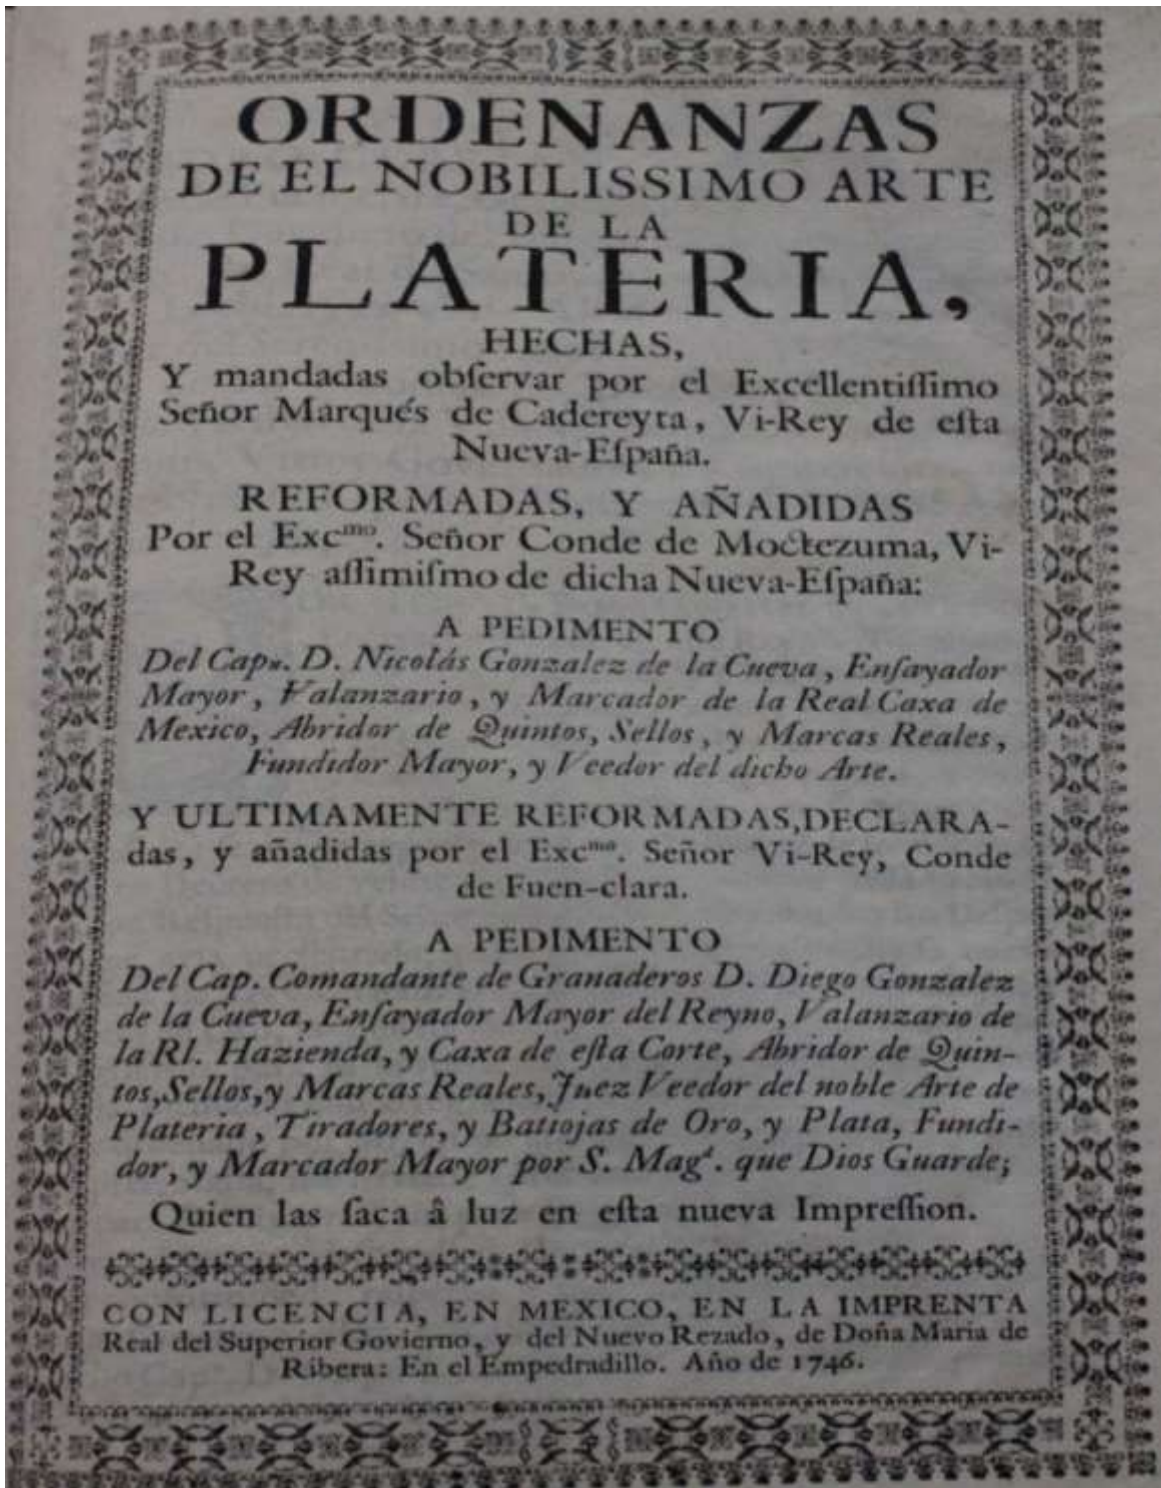 ORDENANZAS
DE EL NOBILISSIMO ARTE
DE LA
PLATERIA,
HECHAS,
Y mandadas obſervar por el Excellentiſſimo
Señor Marqués de Cadereyta, Vi-Rey de eſta
Nueva-Eſpaña.
REFORMADAS, Y AÑADIDAS
Por el Excᵐᵒ. Señor Conde de Moctezuma, Vi-
Rey aſſimiſmo de dicha Nueva-Eſpaña:
A PEDIMENTO
Del Capⁿ. D. Nicolás Gonzalez de la Cueva, Enſayador
Mayor, Valanzario, y Marcador de la Real Caxa de
Mexico, Abridor de Quintos, Sellos, y Marcas Reales,
Fundidor Mayor, y Veedor del dicho Arte.
Y ULTIMAMENTE REFORMADAS, DECLARA-
das, y añadidas por el Excᵐᵒ. Señor Vi-Rey, Conde
de Fuen-clara.
A PEDIMENTO
Del Cap. Comandante de Granaderos D. Diego Gonzalez
de la Cueva, Enſayador Mayor del Reyno, Valanzario de
la Rl. Hazienda, y Caxa de eſta Corte, Abridor de Quin-
tos, Sellos, y Marcas Reales, Juez Veedor del noble Arte de
Plateria, Tiradores, y Batiojas de Oro, y Plata, Fundi-
dor, y Marcador Mayor por S. Magᵈ. que Dios Guarde;
Quien las ſaca â luz en eſta nueva Impreſſion.
CON LICENCIA, EN MEXICO, EN LA IMPRENTA
Real del Superior Govierno, y del Nuevo Rezado, de Doña Maria de
Ribera: En el Empedradillo. Año de 1746.